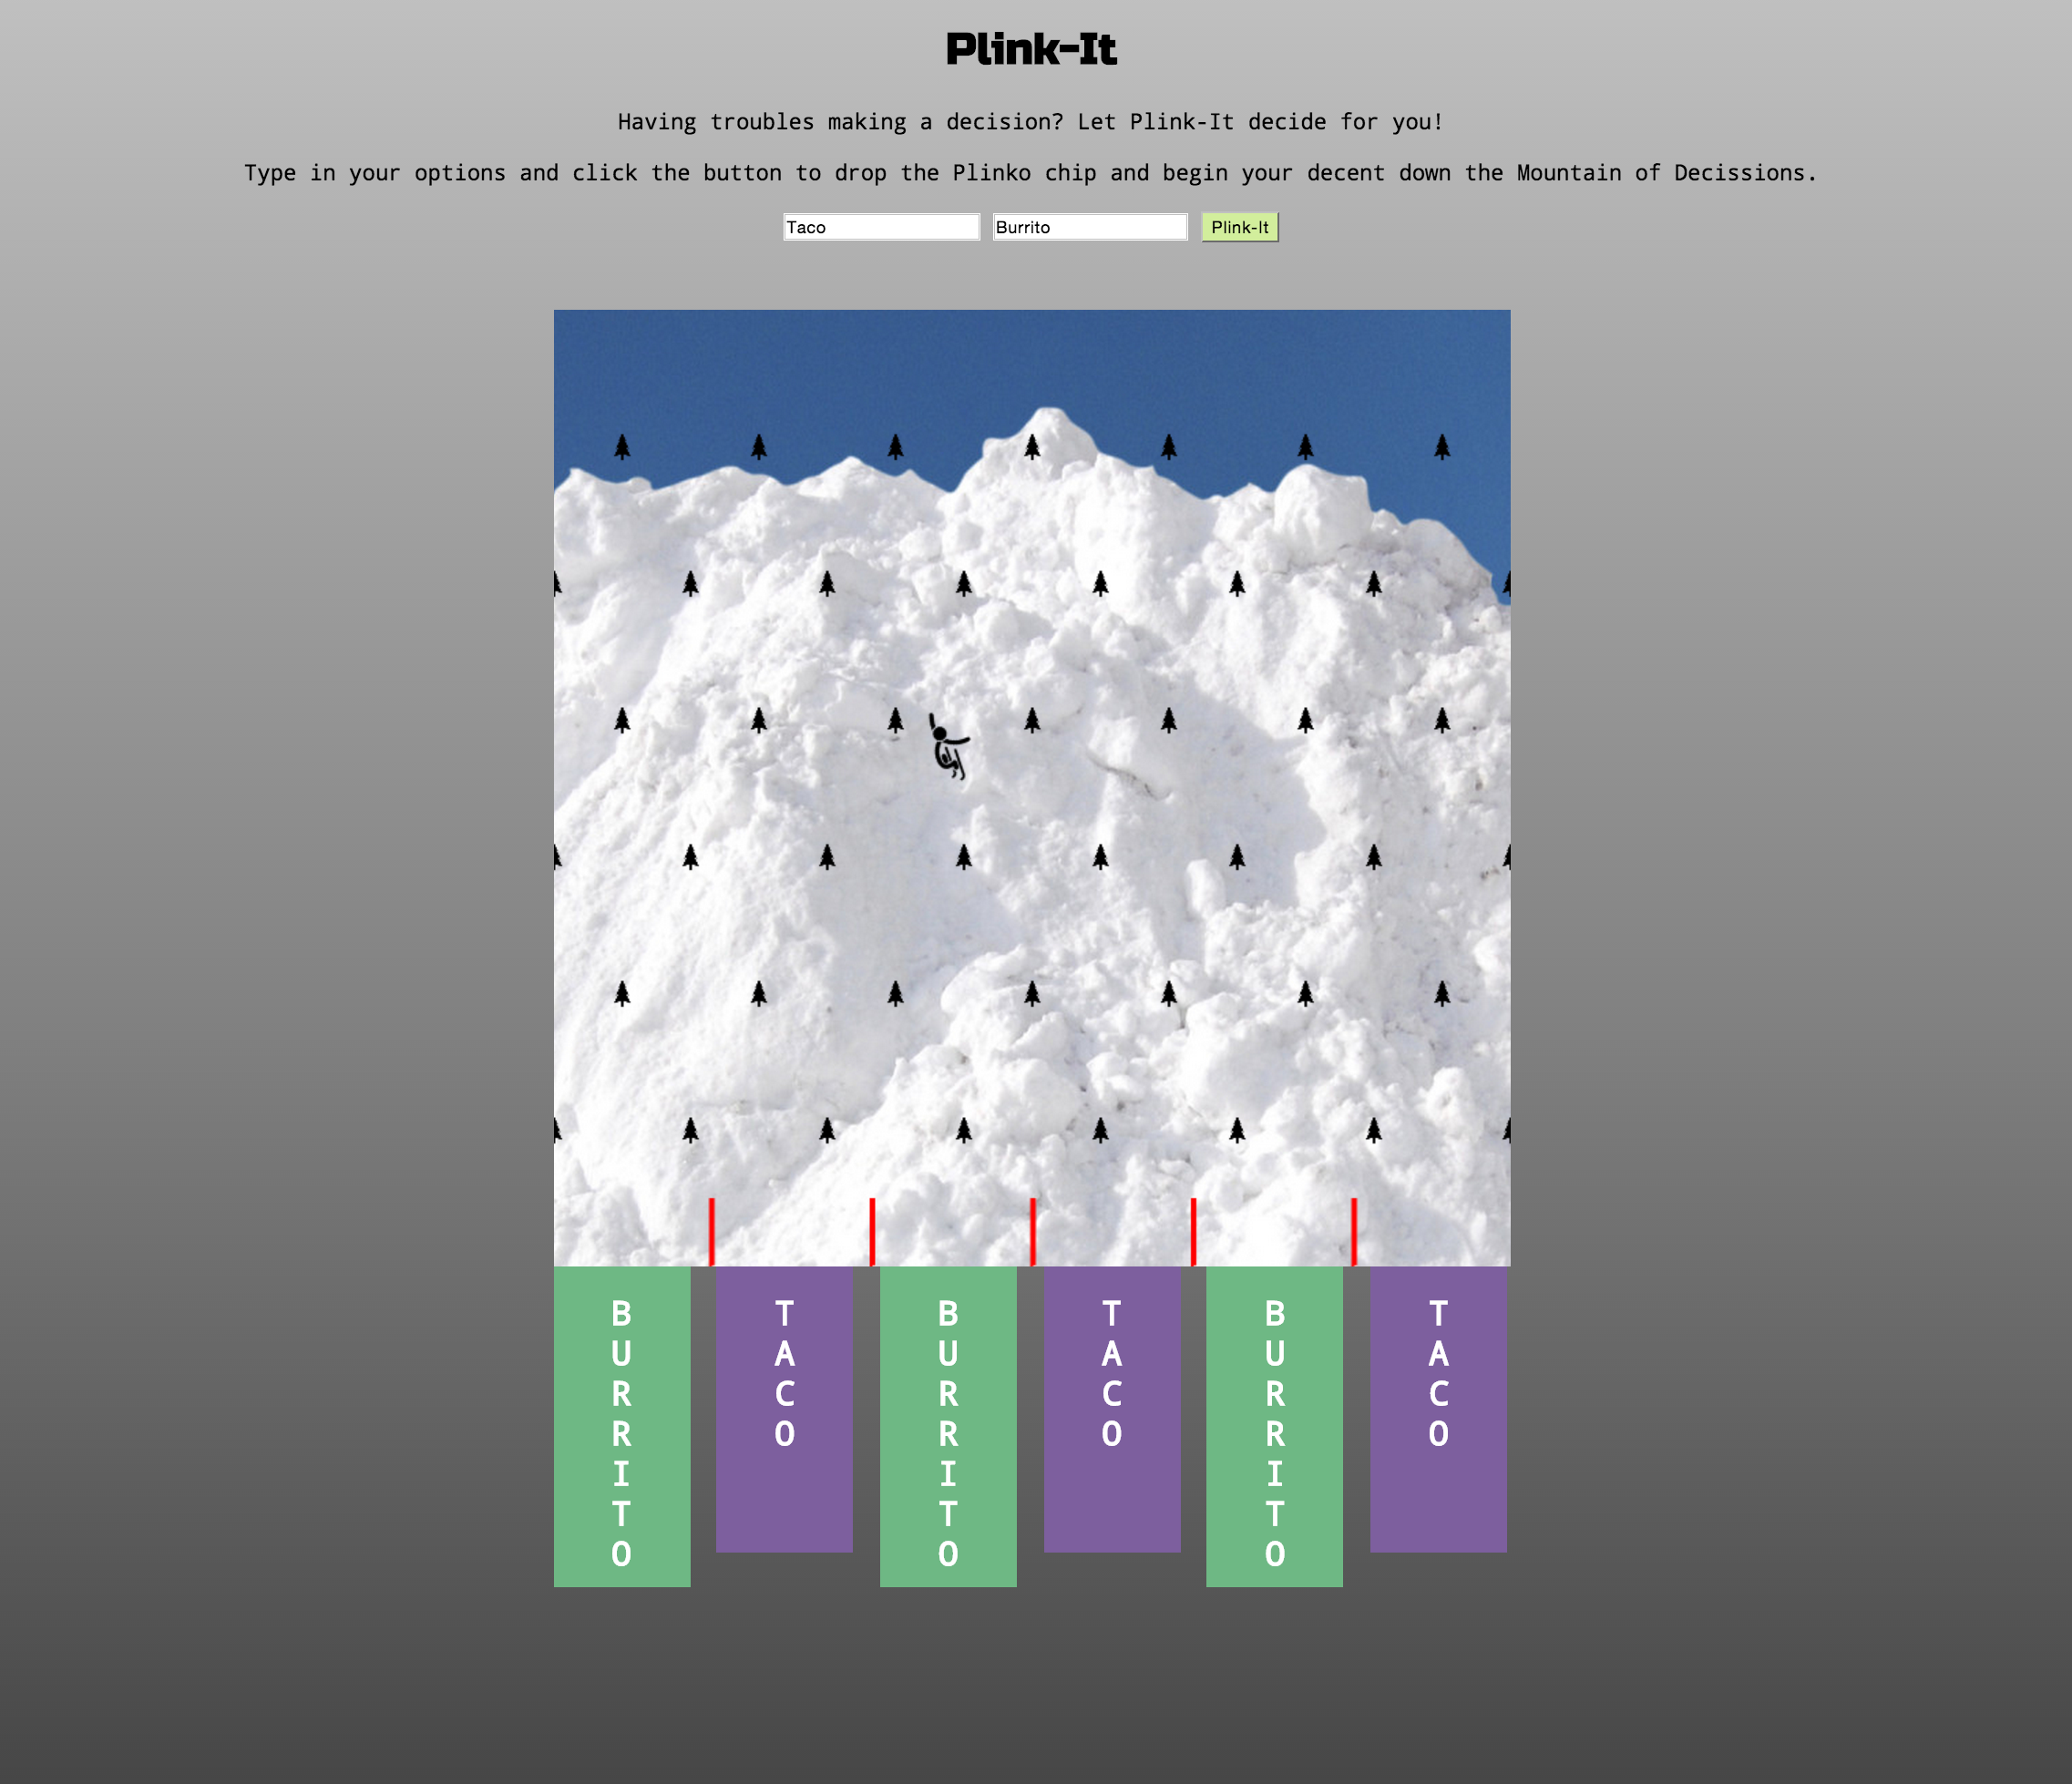 Plink-It
Having troubles making a decision? Let Plink-It decide for you!
Type in your options and click the button to drop the Plinko chip and begin your decent down the Mountain of Decissions.
Taco Burrito Plink-It
BURRITO
TACO
BURRITO
TACO
BURRITO
TACO